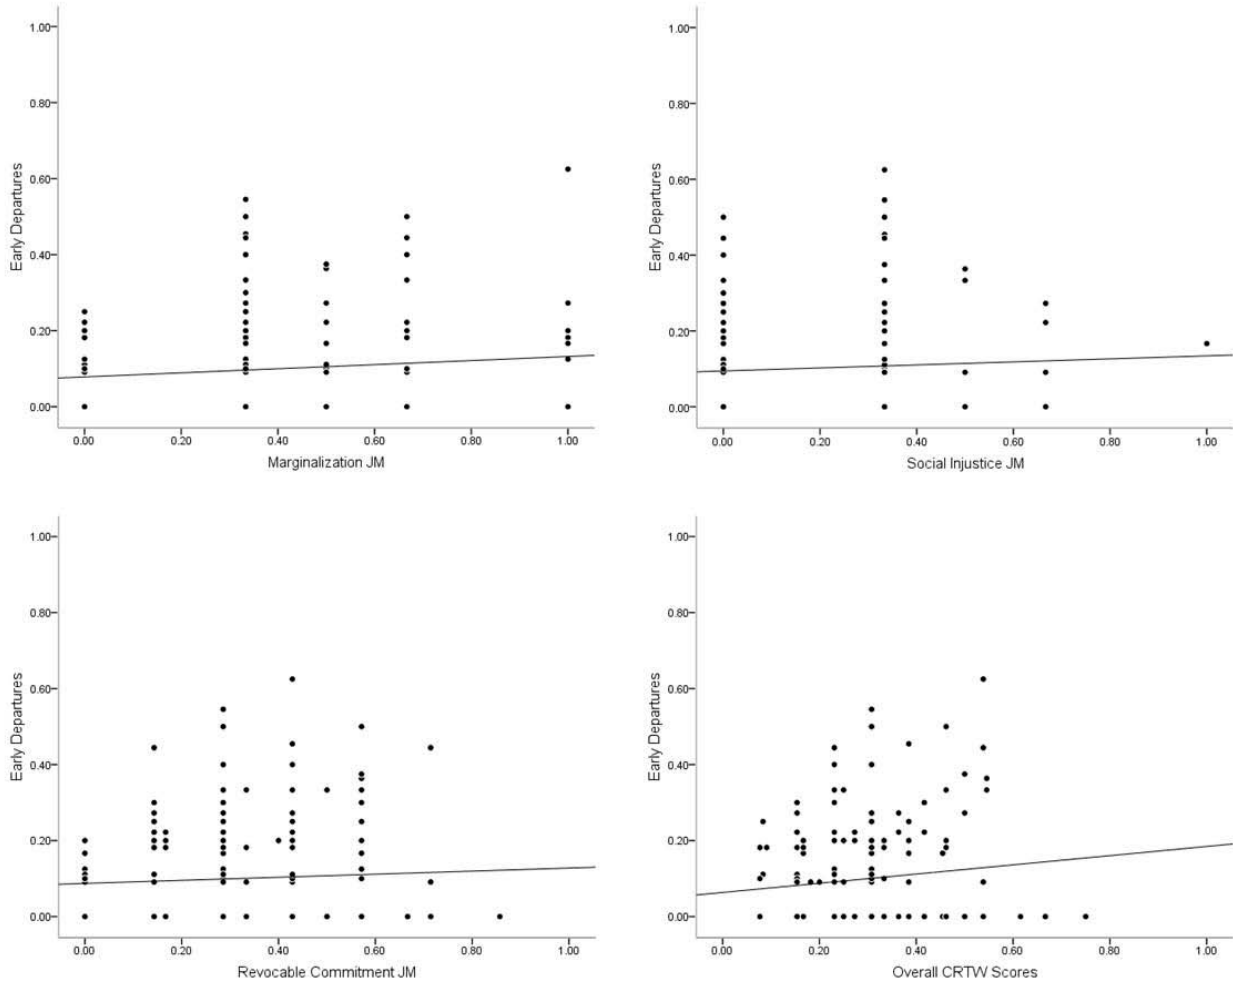 1.00
0.80
0.60
0.40
0.20
0.00
Early Departures
0.00 0.20 0.40 0.60 0.80 1.00
Marginalization JM
1.00
0.80
0.60
0.40
0.20
0.00
Early Departures
0.00 0.20 0.40 0.60 0.80 1.00
Social Injustice JM
1.00
0.80
0.60
0.40
0.20
0.00
Early Departures
0.00 0.20 0.40 0.60 0.80 1.00
Revocable Commitment JM
1.00
0.80
0.60
0.40
0.20
0.00
Early Departures
0.00 0.20 0.40 0.60 0.80 1.00
Overall CRTW Scores